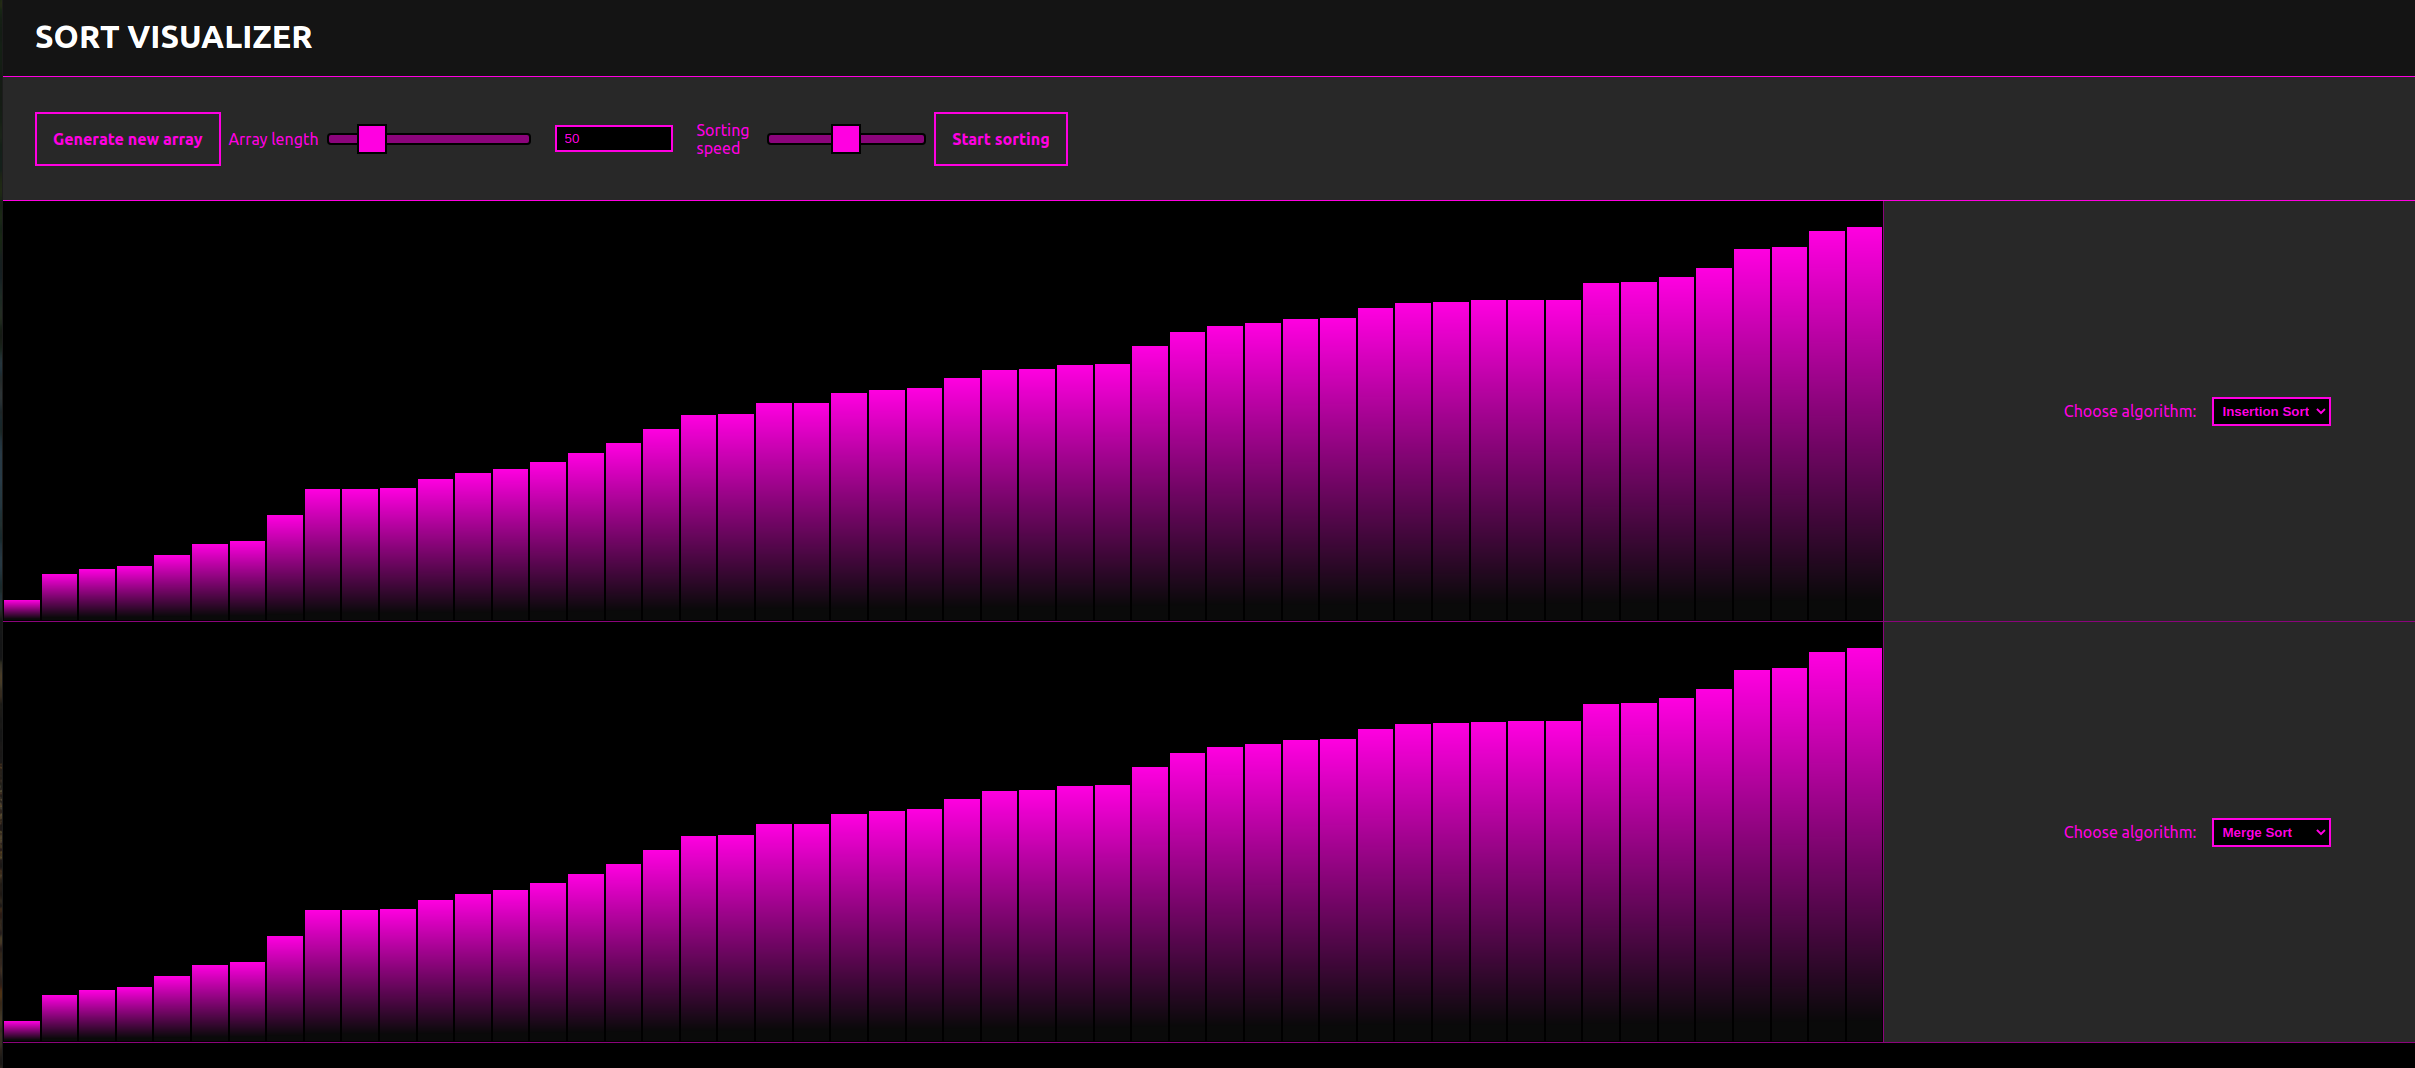 SORT VISUALIZER
Generate new array
Array length
50
Sorting
speed
Start sorting
Choose algorithm:
Insertion Sort
Choose algorithm:
Merge Sort